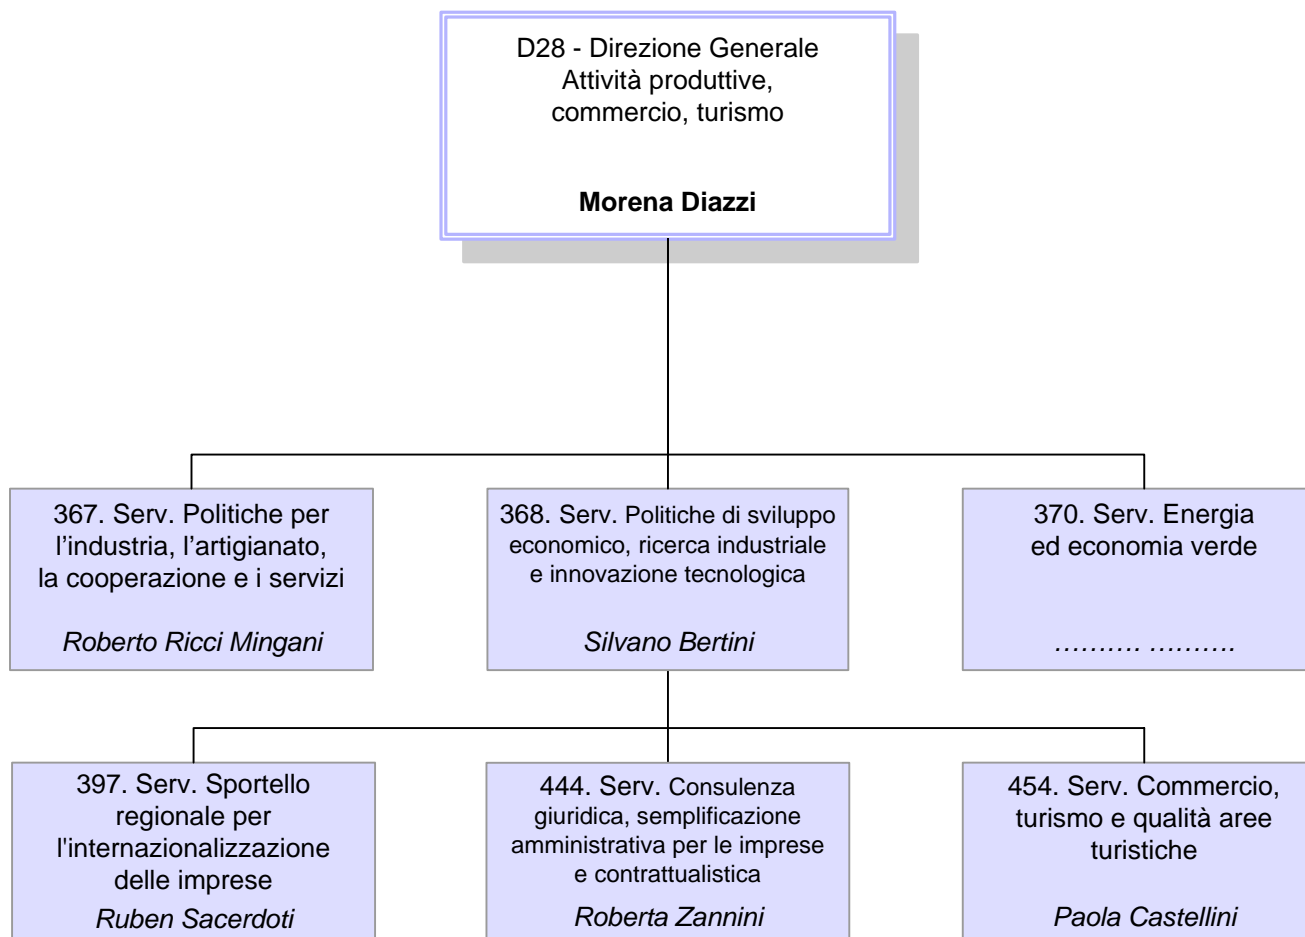 D28 - Direzione Generale
Attività produttive,
commercio, turismo
Morena Diazzi
367. Serv. Politiche per
l’industria, l’artigianato,
la cooperazione e i servizi
Roberto Ricci Mingani
368. Serv. Politiche di sviluppo
economico, ricerca industriale
e innovazione tecnologica
Silvano Bertini
370. Serv. Energia
ed economia verde
………. ……….
397. Serv. Sportello
regionale per
l'internazionalizzazione
delle imprese
Ruben Sacerdoti
444. Serv. Consulenza
giuridica, semplificazione
amministrativa per le imprese
e contrattualistica
Roberta Zannini
454. Serv. Commercio,
turismo e qualità aree
turistiche
Paola Castellini